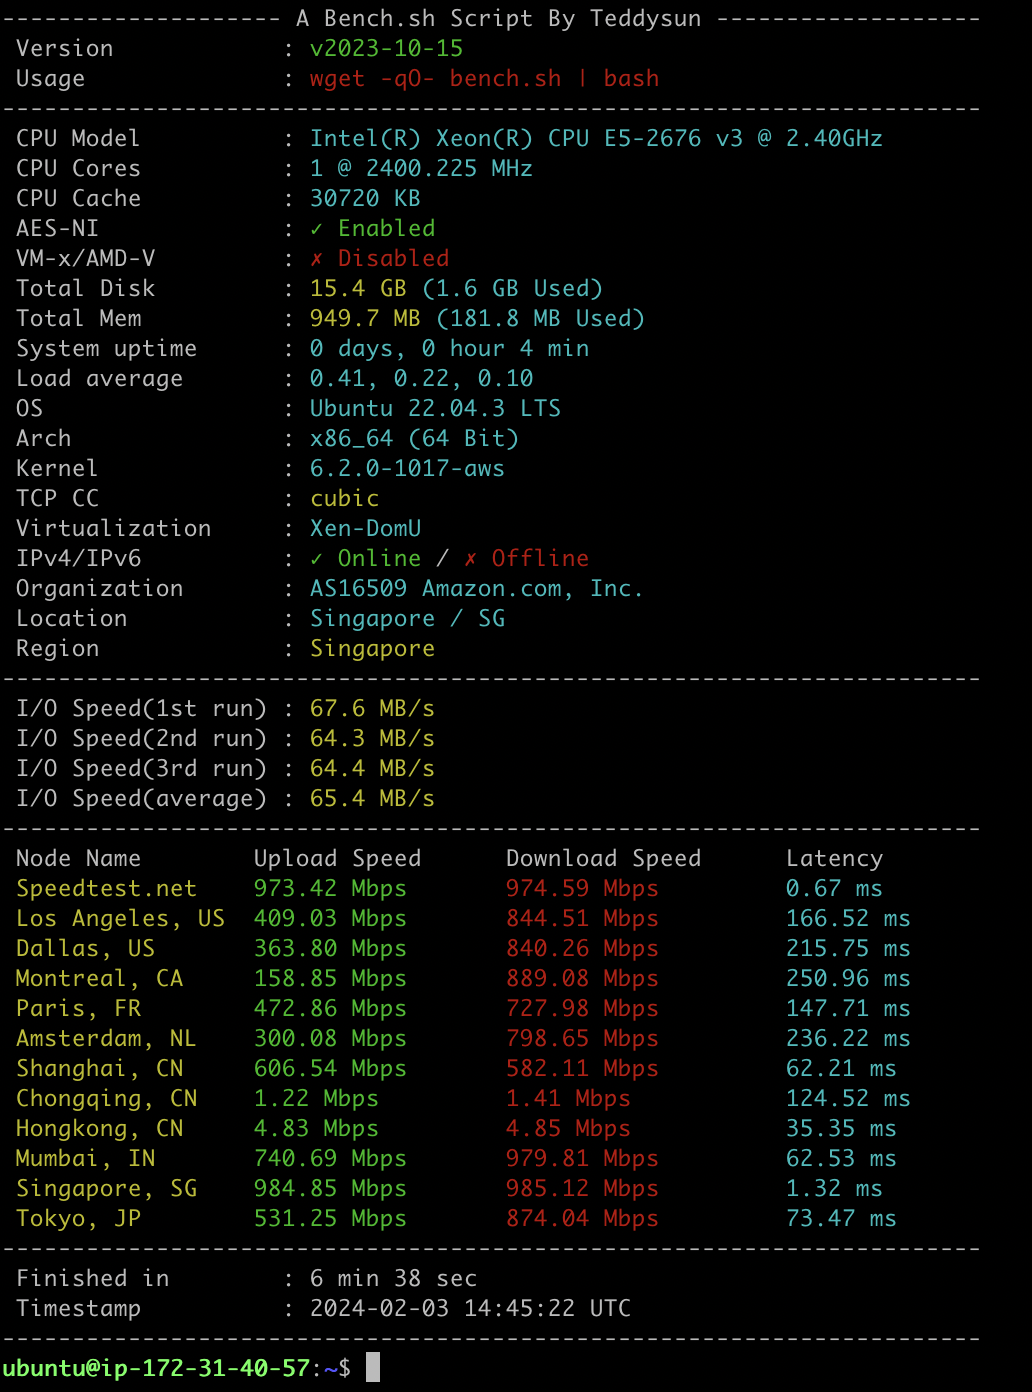 -------------------- A Bench.sh Script By Teddysun -------------------
 Version            : v2023-10-15
 Usage              : wget -qO- bench.sh | bash
----------------------------------------------------------------------
 CPU Model          : Intel(R) Xeon(R) CPU E5-2676 v3 @ 2.40GHz
 CPU Cores          : 1 @ 2400.225 MHz
 CPU Cache          : 30720 KB
 AES-NI             : ✓ Enabled
 VM-x/AMD-V         : ✗ Disabled
 Total Disk         : 15.4 GB (1.6 GB Used)
 Total Mem          : 949.7 MB (181.8 MB Used)
 System uptime      : 0 days, 0 hour 4 min
 Load average       : 0.41, 0.22, 0.10
 OS                 : Ubuntu 22.04.3 LTS
 Arch               : x86_64 (64 Bit)
 Kernel             : 6.2.0-1017-aws
 TCP CC             : cubic
 Virtualization     : Xen-DomU
 IPv4/IPv6          : ✓ Online / ✗ Offline
 Organization       : AS16509 Amazon.com, Inc.
 Location           : Singapore / SG
 Region             : Singapore
----------------------------------------------------------------------
 I/O Speed(1st run) : 67.6 MB/s
 I/O Speed(2nd run) : 64.3 MB/s
 I/O Speed(3rd run) : 64.4 MB/s
 I/O Speed(average) : 65.4 MB/s
----------------------------------------------------------------------
 Node Name        Upload Speed      Download Speed      Latency
 Speedtest.net    973.42 Mbps       974.59 Mbps         0.67 ms
 Los Angeles, US  409.03 Mbps       844.51 Mbps         166.52 ms
 Dallas, US       363.80 Mbps       840.26 Mbps         215.75 ms
 Montreal, CA     158.85 Mbps       889.08 Mbps         250.96 ms
 Paris, FR        472.86 Mbps       727.98 Mbps         147.71 ms
 Amsterdam, NL    300.08 Mbps       798.65 Mbps         236.22 ms
 Shanghai, CN     606.54 Mbps       582.11 Mbps         62.21 ms
 Chongqing, CN    1.22 Mbps         1.41 Mbps           124.52 ms
 Hongkong, CN     4.83 Mbps         4.85 Mbps           35.35 ms
 Mumbai, IN       740.69 Mbps       979.81 Mbps         62.53 ms
 Singapore, SG    984.85 Mbps       985.12 Mbps         1.32 ms
 Tokyo, JP        531.25 Mbps       874.04 Mbps         73.47 ms
----------------------------------------------------------------------
 Finished in        : 6 min 38 sec
 Timestamp          : 2024-02-03 14:45:22 UTC
----------------------------------------------------------------------
ubuntu@ip-172-31-40-57:~$